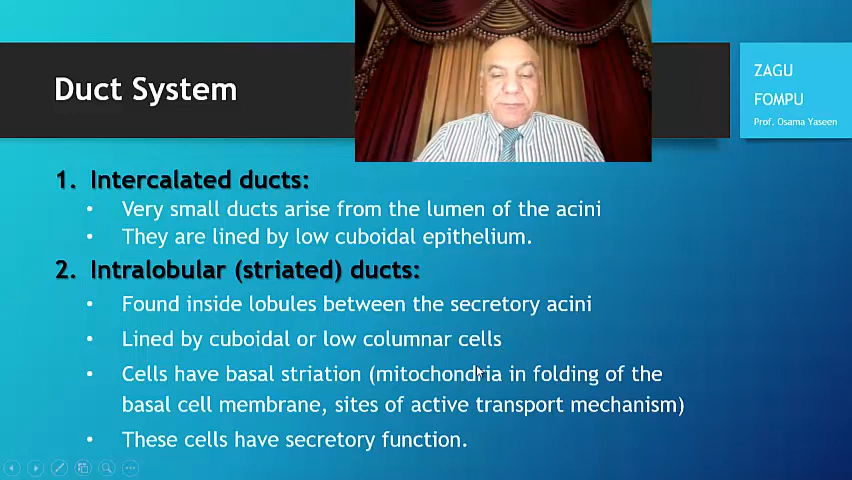 Duct System
ZAGU
FOMPU
Prof. Osama Yaseen
1. Intercalated ducts:
• Very small ducts arise from the lumen of the acini
• They are lined by low cuboidal epithelium.
2. Intralobular (striated) ducts:
• Found inside lobules between the secretory acini
• Lined by cuboidal or low columnar cells
• Cells have basal striation (mitochondria in folding of the
basal cell membrane, sites of active transport mechanism)
• These cells have secretory function.